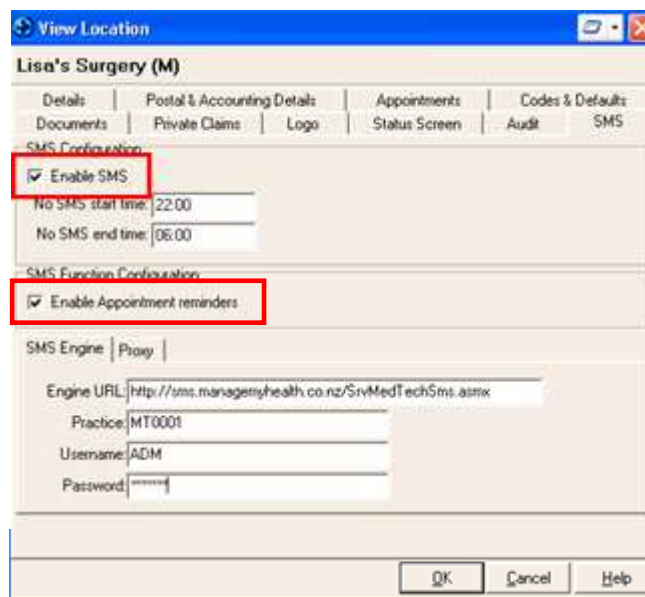 View Location
Lisa's Surgery (M)
Details Postal & Accounting Details Appointments Codes & Defaults
Documents Private Claims Logo Status Screen Audit SMS
SMS Configuration
Enable SMS
No SMS start time: 22:00
No SMS end time: 06:00
SMS Function Configuration
Enable Appointment reminders
SMS Engine Proxy
Engine URL: http://sms.managemyhealth.co.nz/SrvMedTechSms.asmx
Practice: MT0001
Username: ADM
Password: *******
OK Cancel Help